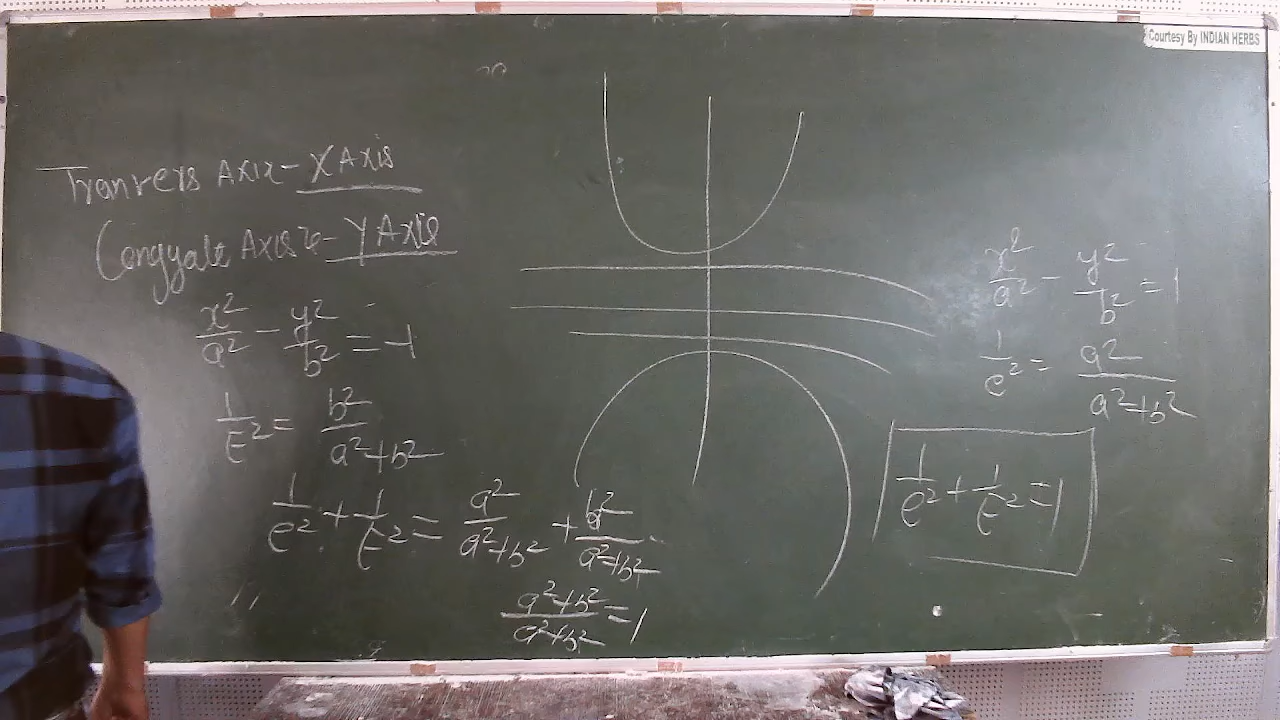 Courtesy By INDIAN HERBS
Tranvers Axix - X Axis
Congyate Axis is - Y Axis
x²/a² - y²/b² = -1
1/E² = b²/a²+b²
1/e² + 1/E² = a²/a²+b² + b²/a²+b²
a²+b²/a²+b² = 1
x²/a² - y²/b² = 1
1/e² = a²/a²+b²
1/e² + 1/E² = 1